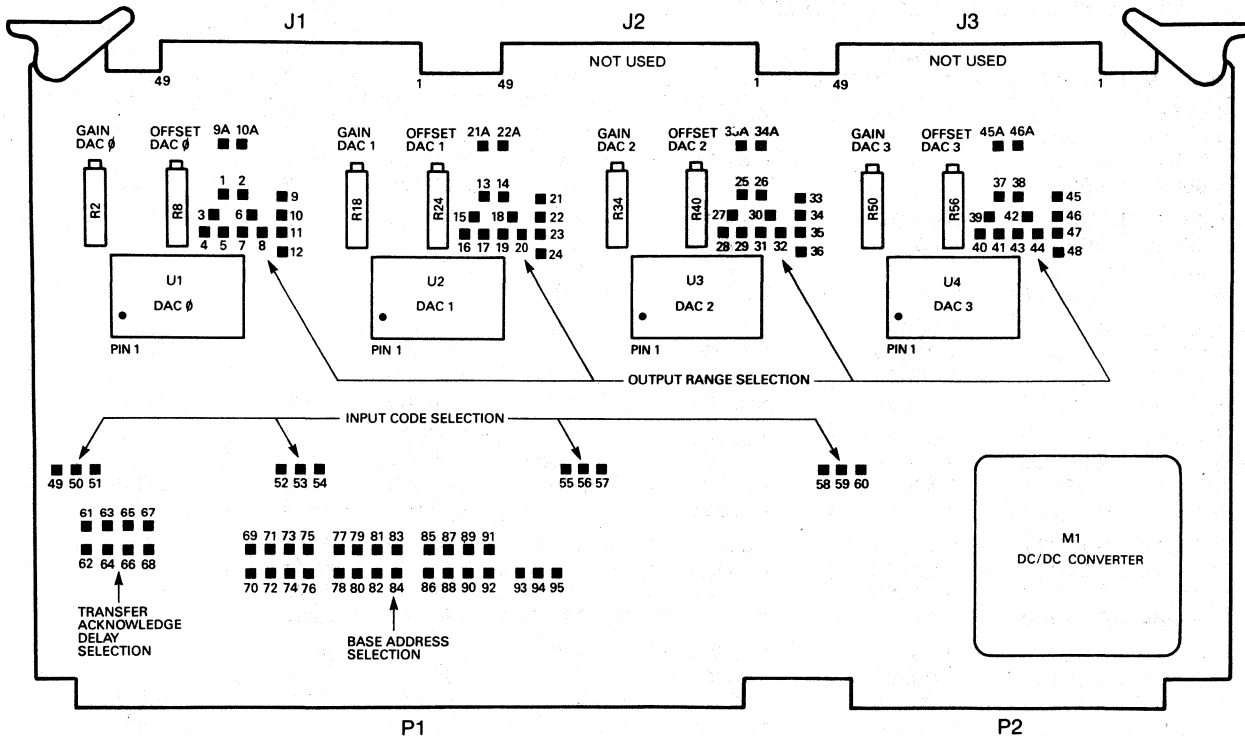 J1
J2
J3
NOT USED
NOT USED
49
1
49
1
49
1
GAIN
DAC Ø
OFFSET
DAC Ø
9A 10A
GAIN
DAC 1
OFFSET
DAC 1
21A 22A
GAIN
DAC 2
OFFSET
DAC 2
33A 34A
GAIN
DAC 3
OFFSET
DAC 3
45A 46A
R2
R8
1 2
3 6
4 5 7 8
9
10
11
12
R18
R24
13 14
15 18
16 17 19 20
21
22
23
24
R34
R40
25 26
27 30
28 29 31 32
33
34
35
36
R50
R56
37 38
39 42
40 41 43 44
45
46
47
48
U1
DAC Ø
PIN 1
U2
DAC 1
PIN 1
U3
DAC 2
PIN 1
U4
DAC 3
PIN 1
OUTPUT RANGE SELECTION
INPUT CODE SELECTION
49 50 51
52 53 54
55 56 57
58 59 60
61 63 65 67
62 64 66 68
TRANSFER
ACKNOWLEDGE
DELAY
SELECTION
69 71 73 75 77 79 81 83 85 87 89 91
70 72 74 76 78 80 82 84 86 88 90 92 93 94 95
BASE ADDRESS
SELECTION
M1
DC/DC CONVERTER
P1
P2